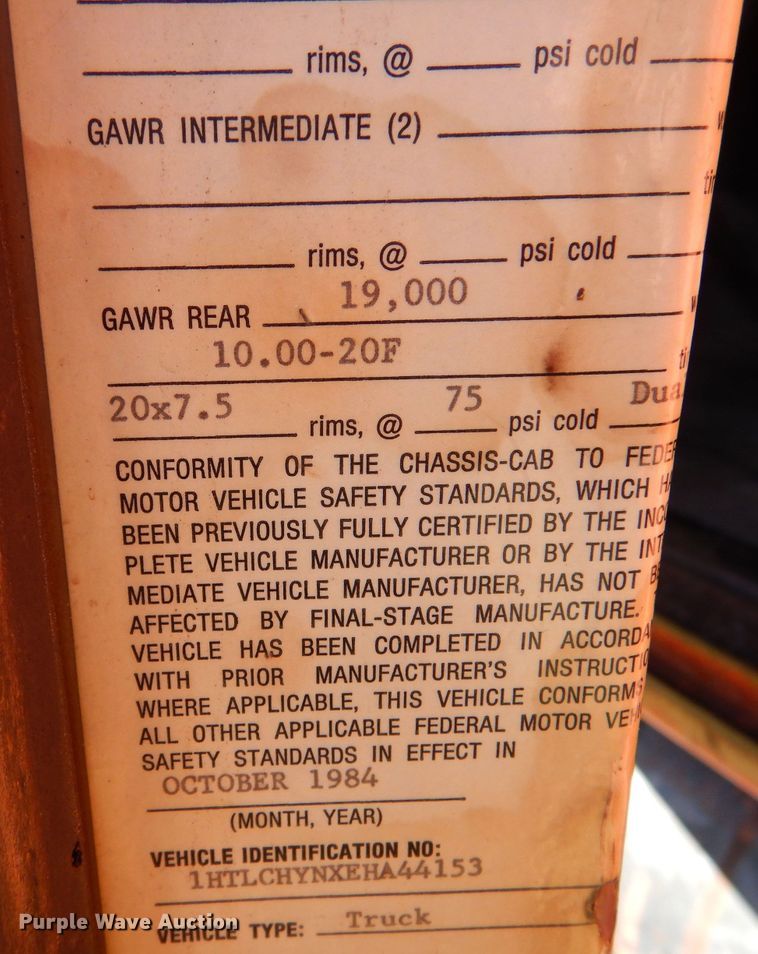 rims, @ psi cold
GAWR INTERMEDIATE (2)
rims, @ psi cold
GAWR REAR 19,000
10.00-20F
20x7.5 rims, @ 75 psi cold
CONFORMITY OF THE CHASSIS-CAB TO
MOTOR VEHICLE SAFETY STANDARDS, WHICH
BEEN PREVIOUSLY FULLY CERTIFIED BY THE
PLETE VEHICLE MANUFACTURER OR BY THE
MEDIATE VEHICLE MANUFACTURER, HAS NOT
AFFECTED BY FINAL-STAGE MANUFACTURE.
VEHICLE HAS BEEN COMPLETED IN
WITH PRIOR MANUFACTURER'S
WHERE APPLICABLE, THIS VEHICLE CONFORMS
ALL OTHER APPLICABLE FEDERAL MOTOR
SAFETY STANDARDS IN EFFECT IN
OCTOBER 1984
(MONTH, YEAR)
VEHICLE IDENTIFICATION NO:
1HTLCHYNXEHA44153
VEHICLE TYPE: Truck
Purple Wave Auction